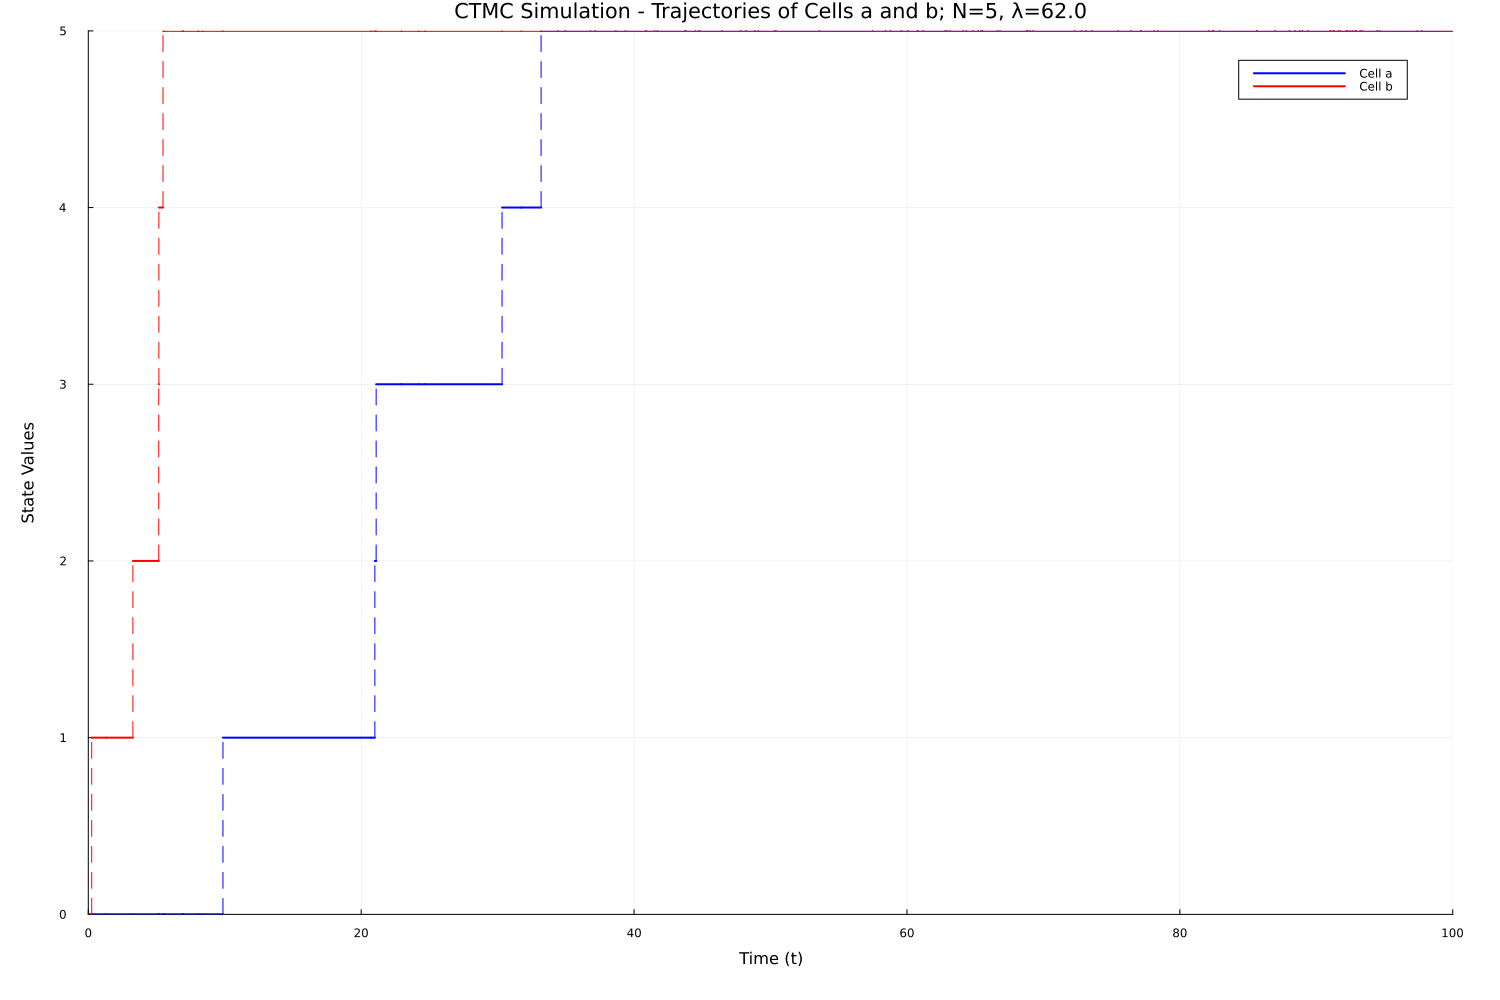 CTMC Simulation - Trajectories of Cells a and b; N=5, λ=62.0
5
Cell a
Cell b
4
3
State Values
2
1
0
0 20 40 60 80 100
Time (t)